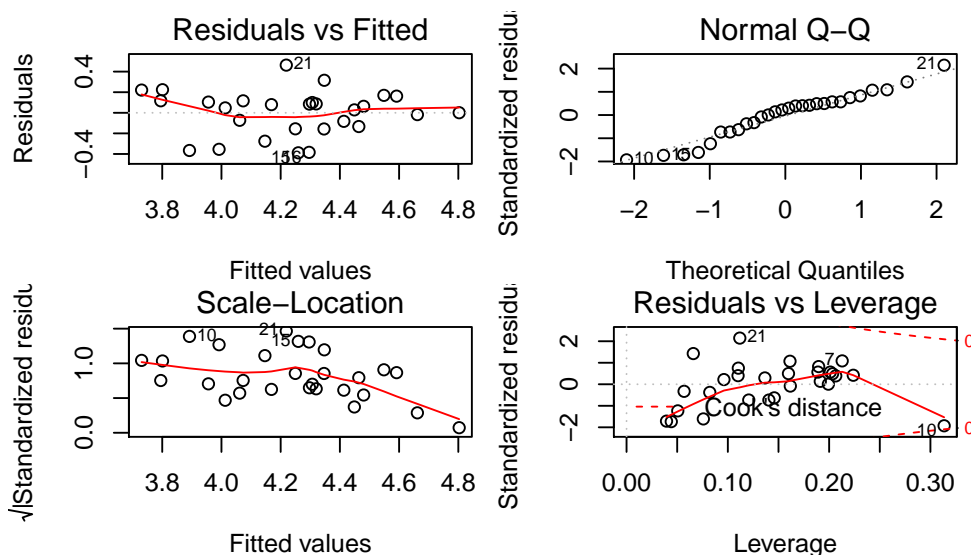 Residuals vs Fitted
Residuals
0.4
−0.4
21
15
16
3.8 4.0 4.2 4.4 4.6 4.8
Fitted values
Normal Q−Q
Standardized residu
2
0
−2
21
10
15
−2 −1 0 1 2
Theoretical Quantiles
Scale−Location
√|Standardized residu
1.0
0.0
10
21
15
3.8 4.0 4.2 4.4 4.6 4.8
Fitted values
Residuals vs Leverage
Standardized residu
2
0
−2
21
7
10
Cook's distance
0
0
0.00 0.10 0.20 0.30
Leverage